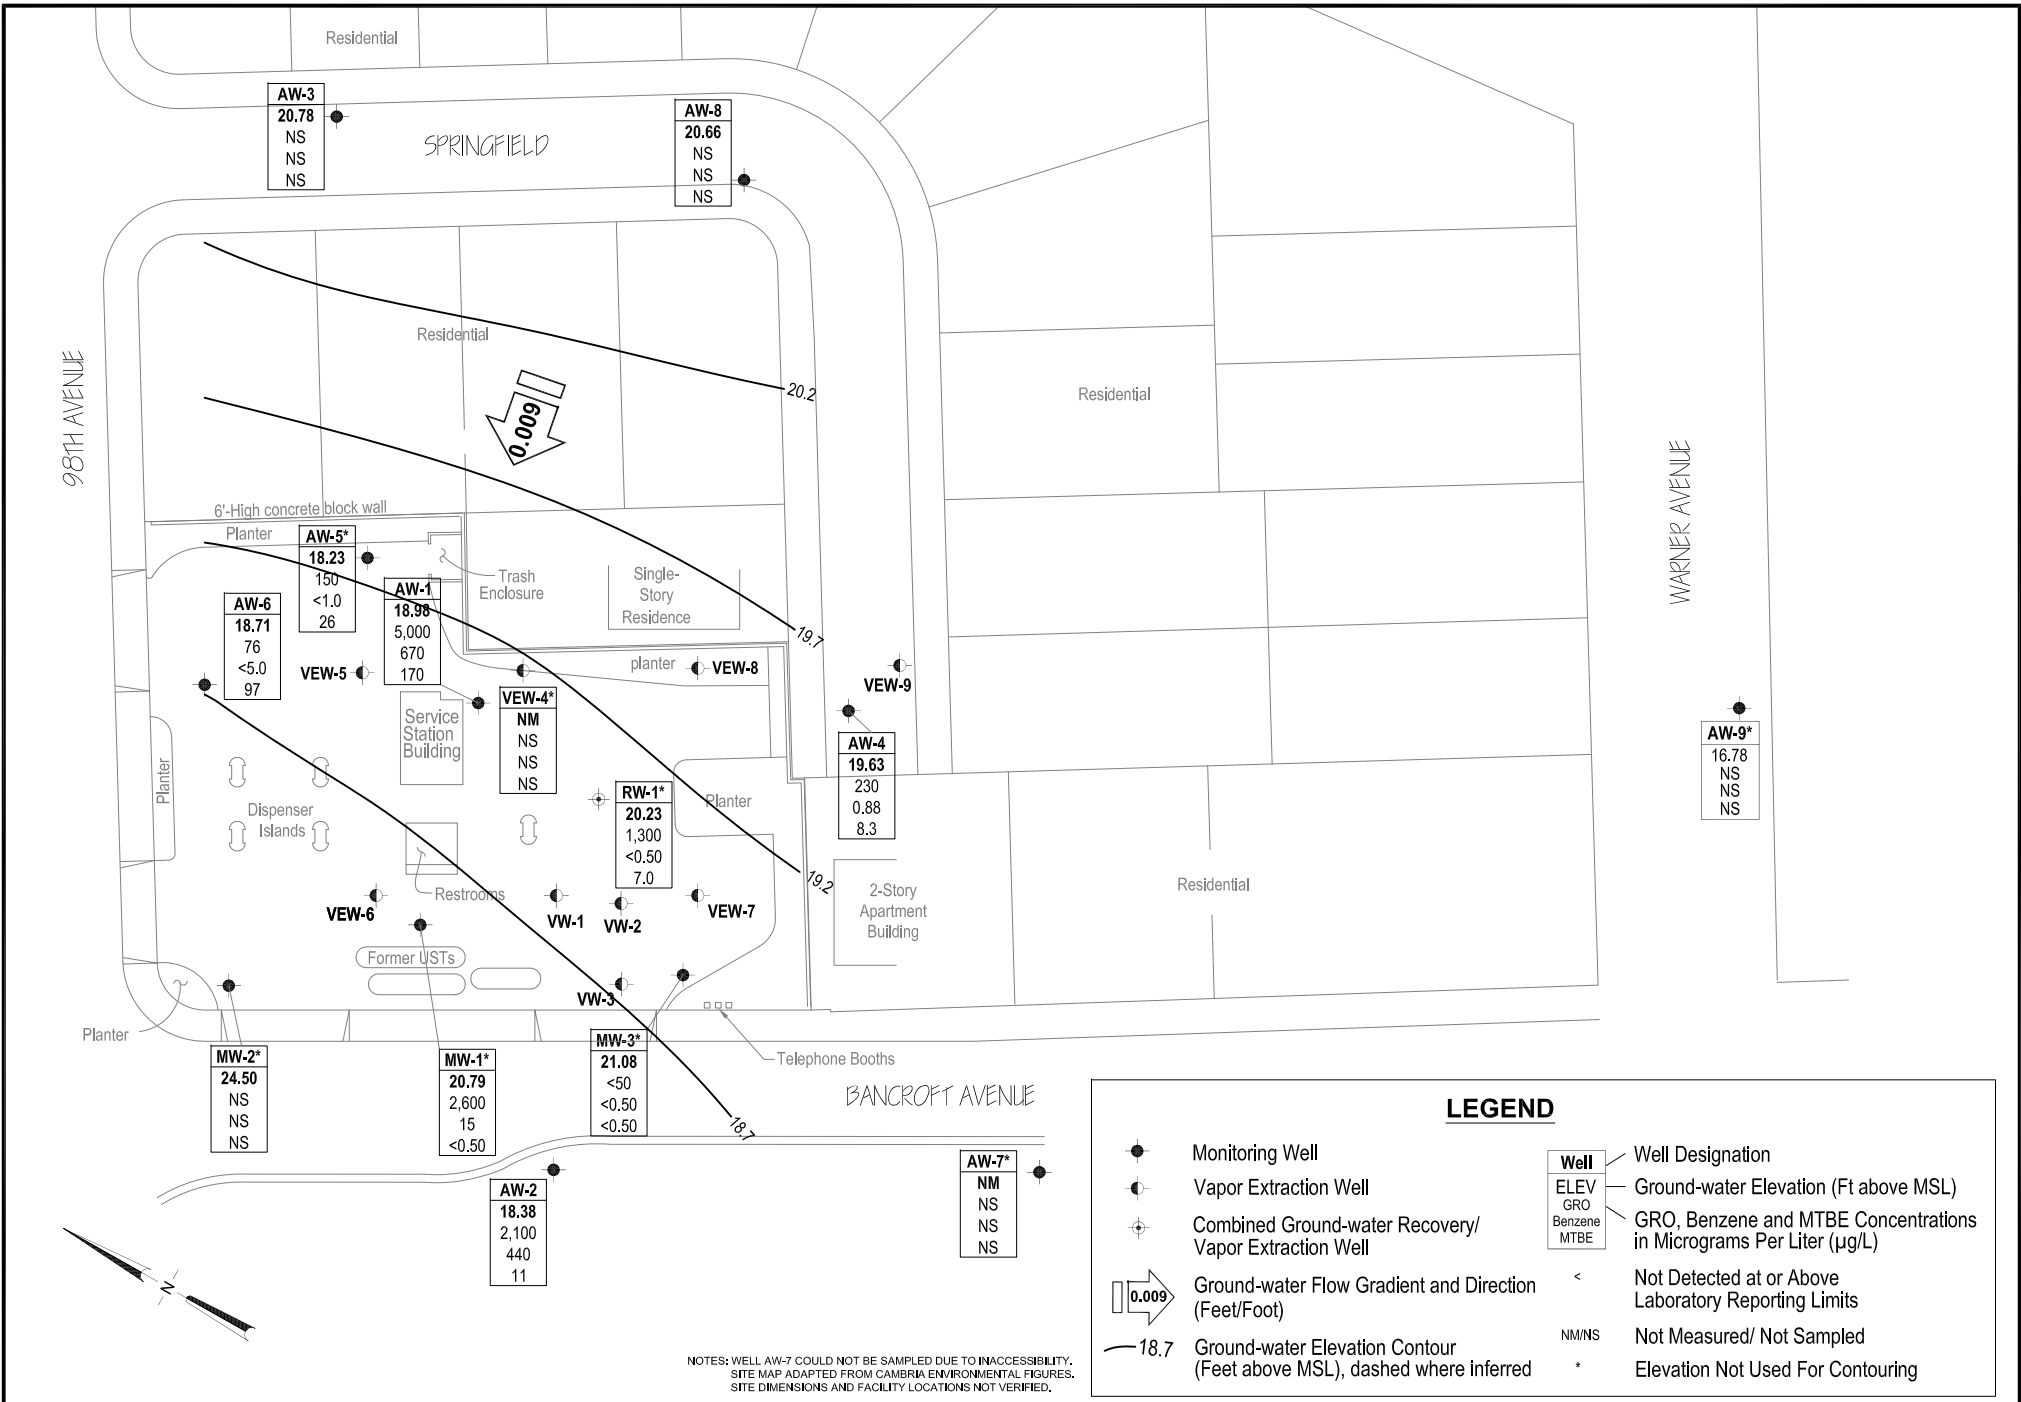 Residential
AW-3
20.78
NS
NS
NS
SPRINGFIELD
AW-8
20.66
NS
NS
NS
98TH AVENUE
Residential
20.2
0.009
Residential
WARNER AVENUE
6'-High concrete block wall
Planter
AW-5*
18.23
150
<1.0
26
Trash
Enclosure
Single-
Story
Residence
19.7
AW-1
18.98
5,000
670
170
AW-6
18.71
76
<5.0
97
VEW-5
planter
VEW-8
VEW-9
VEW-4*
NM
NS
NS
NS
Service
Station
Building
AW-4
19.63
230
0.88
8.3
AW-9*
16.78
NS
NS
NS
Planter
Dispenser
Islands
RW-1*
20.23
1,300
<0.50
7.0
Planter
19.2
Restrooms
VEW-6
VW-1
VW-2
VEW-7
2-Story
Apartment
Building
Residential
Former USTs
VW-3
Planter
MW-2*
24.50
NS
NS
NS
MW-1*
20.79
2,600
15
<0.50
MW-3*
21.08
<50
<0.50
<0.50
Telephone Booths
BANCROFT AVENUE
18.7
AW-2
18.38
2,100
440
11
AW-7*
NM
NS
NS
NS
N
NOTES: WELL AW-7 COULD NOT BE SAMPLED DUE TO INACCESSIBILITY.
SITE MAP ADAPTED FROM CAMBRIA ENVIRONMENTAL FIGURES.
SITE DIMENSIONS AND FACILITY LOCATIONS NOT VERIFIED.
LEGEND
Monitoring Well
Vapor Extraction Well
Combined Ground-water Recovery/
Vapor Extraction Well
0.009
Ground-water Flow Gradient and Direction
(Feet/Foot)
18.7
Ground-water Elevation Contour
(Feet above MSL), dashed where inferred
Well
ELEV
GRO
Benzene
MTBE
Well Designation
Ground-water Elevation (Ft above MSL)
GRO, Benzene and MTBE Concentrations
in Micrograms Per Liter (µg/L)
< Not Detected at or Above
Laboratory Reporting Limits
NM/NS Not Measured/ Not Sampled
* Elevation Not Used For Contouring